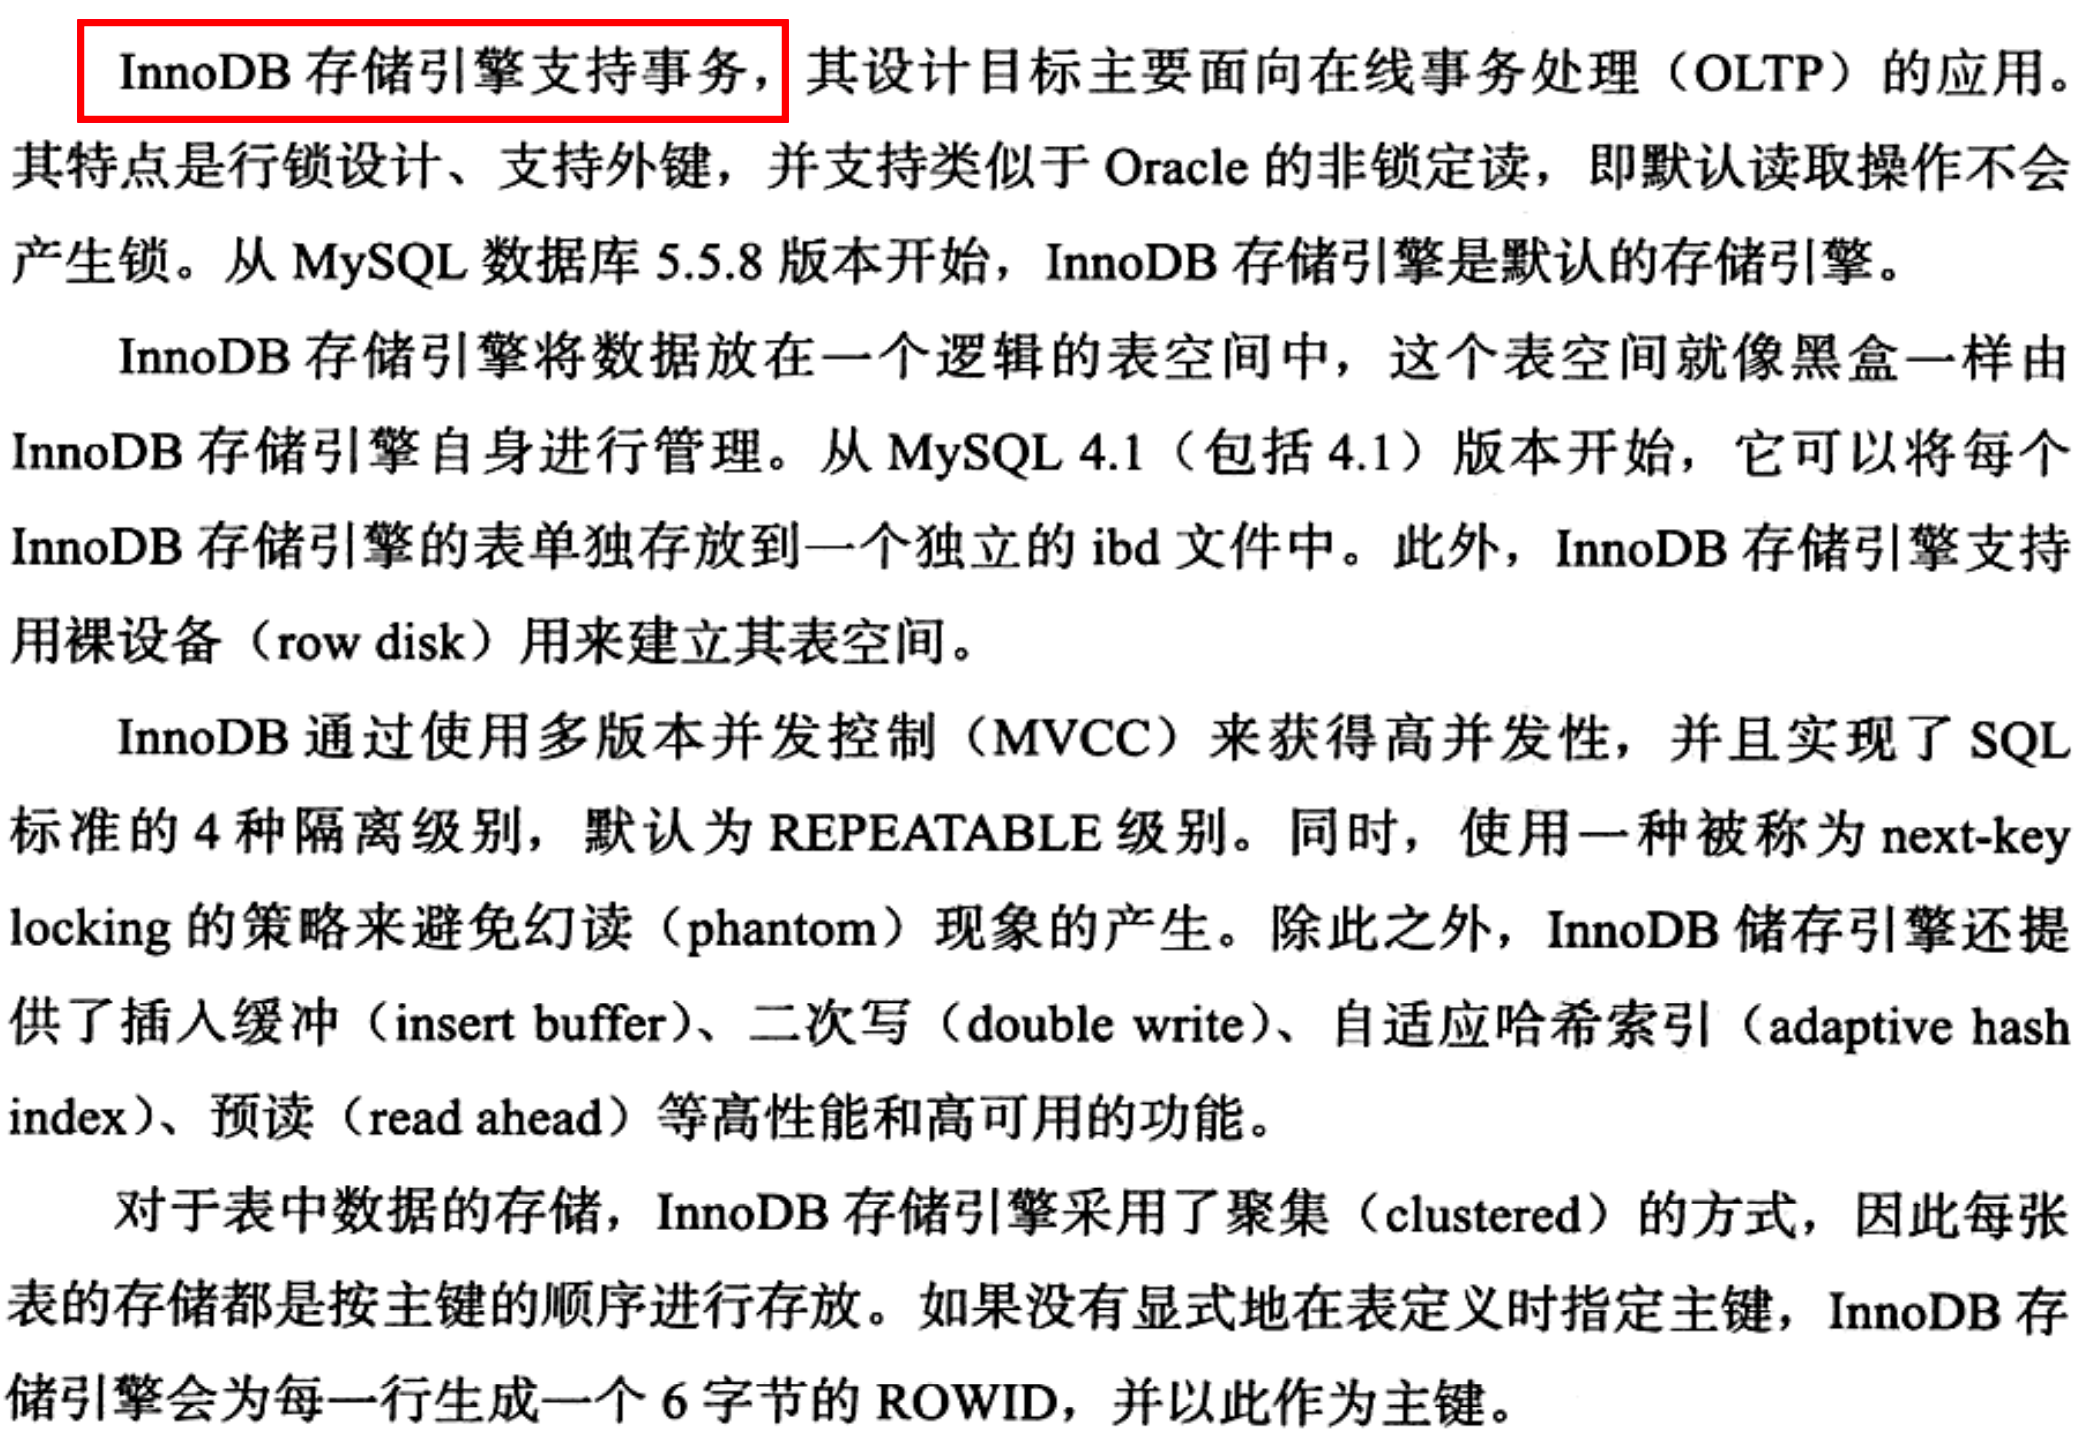 InnoDB 存储引擎支持事务，其设计目标主要面向在线事务处理（OLTP）的应用。
其特点是行锁设计、支持外键，并支持类似于 Oracle 的非锁定读，即默认读取操作不会
产生锁。从 MySQL 数据库 5.5.8 版本开始，InnoDB 存储引擎是默认的存储引擎。
InnoDB 存储引擎将数据放在一个逻辑的表空间中，这个表空间就像黑盒一样由
InnoDB 存储引擎自身进行管理。从 MySQL 4.1（包括 4.1）版本开始，它可以将每个
InnoDB 存储引擎的表单独存放到一个独立的 ibd 文件中。此外，InnoDB 存储引擎支持
用裸设备（row disk）用来建立其表空间。
InnoDB 通过使用多版本并发控制（MVCC）来获得高并发性，并且实现了 SQL
标准的 4 种隔离级别，默认为 REPEATABLE 级别。同时，使用一种被称为 next-key
locking 的策略来避免幻读（phantom）现象的产生。除此之外，InnoDB 储存引擎还提
供了插入缓冲（insert buffer）、二次写（double write）、自适应哈希索引（adaptive hash
index）、预读（read ahead）等高性能和高可用的功能。
对于表中数据的存储，InnoDB 存储引擎采用了聚集（clustered）的方式，因此每张
表的存储都是按主键的顺序进行存放。如果没有显式地在表定义时指定主键，InnoDB 存
储引擎会为每一行生成一个 6 字节的 ROWID，并以此作为主键。